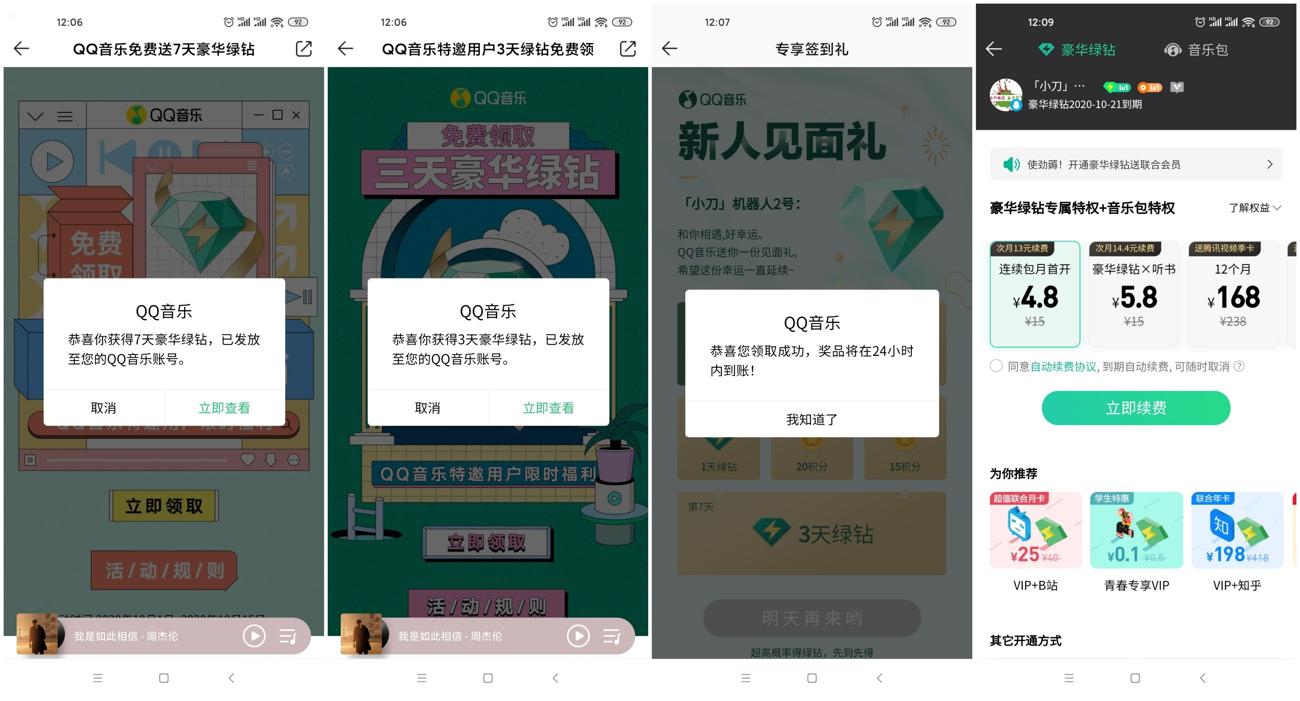 12:06
92
QQ音乐免费送7天豪华绿钻
QQ音乐
免费
领取
QQ音乐
恭喜你获得7天豪华绿钻，已发放
至您的QQ音乐账号。
取消
立即查看
QQ音乐特邀用户限时福利
立即领取
活/动/规/则
我是如此相信 - 周杰伦
12:06
92
QQ音乐特邀用户3天绿钻免费领
QQ音乐
免费领取
三天豪华绿钻
QQ音乐
恭喜你获得3天豪华绿钻，已发放
至您的QQ音乐账号。
取消
立即查看
QQ音乐特邀用户限时福利
立即领取
活/动/规/则
我是如此相信 - 周杰伦
12:07
92
专享签到礼
QQ音乐
新人见面礼
「小刀」机器人2号：
和你相遇,好幸运。
QQ音乐送你一份见面礼,
希望这份幸运一直延续~
QQ音乐
恭喜您领取成功，奖品将在24小时
内到账！
我知道了
1天绿钻
20积分
15积分
第7天
3天绿钻
明天再来哟
超高概率得绿钻，先到先得
12:09
92
豪华绿钻
音乐包
「小刀」…
豪华绿钻2020-10-21到期
使劲薅！开通豪华绿钻送联合会员
豪华绿钻专属特权+音乐包特权
了解权益
次月13元续费
连续包月首开
¥4.8
¥15
次月14.4元续费
豪华绿钻×听书
¥5.8
¥15
送腾讯视频季卡
12个月
¥168
¥238
同意自动续费协议, 到期自动续费, 可随时取消
立即续费
为你推荐
超值联合月卡
¥25 ¥40
VIP+B站
学生特惠
¥0.1 ¥0.5
青春专享VIP
联合年卡
知
¥198 ¥418
VIP+知乎
其它开通方式